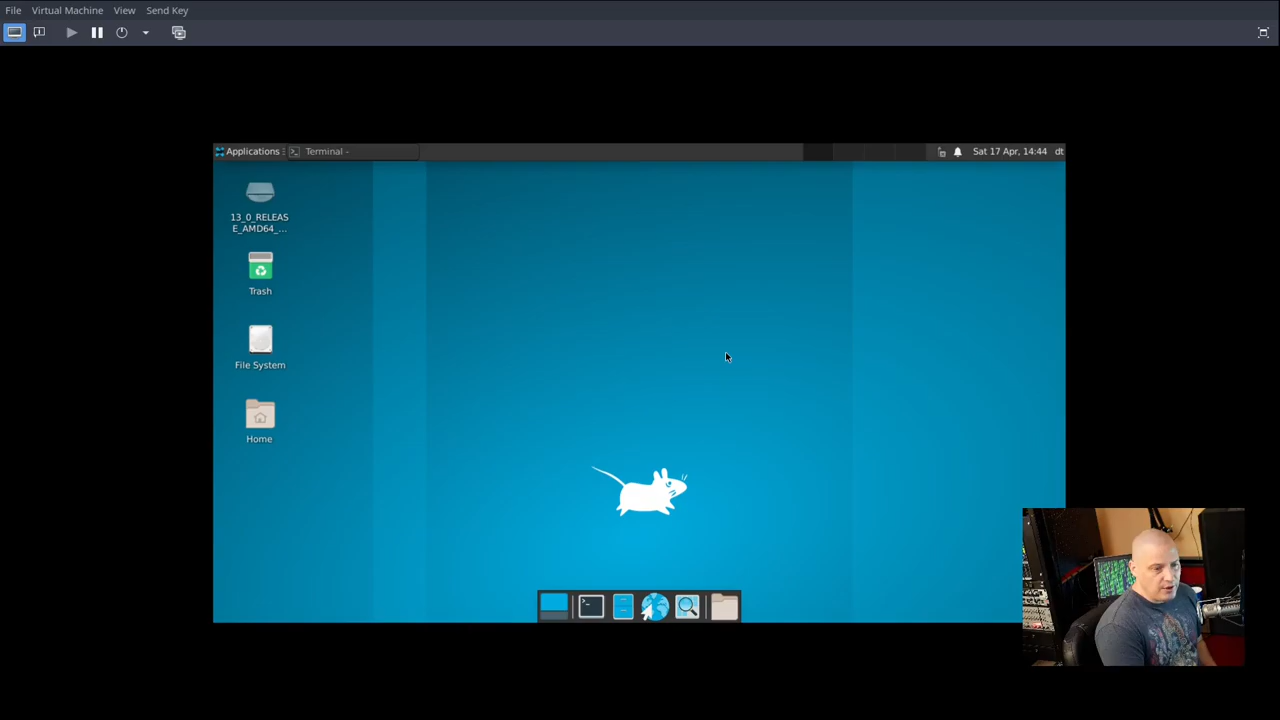 File Virtual Machine View Send Key
Applications Terminal - Sat 17 Apr, 14:44 dt
13_0_RELEAS
E_AMD64_...
Trash
File System
Home